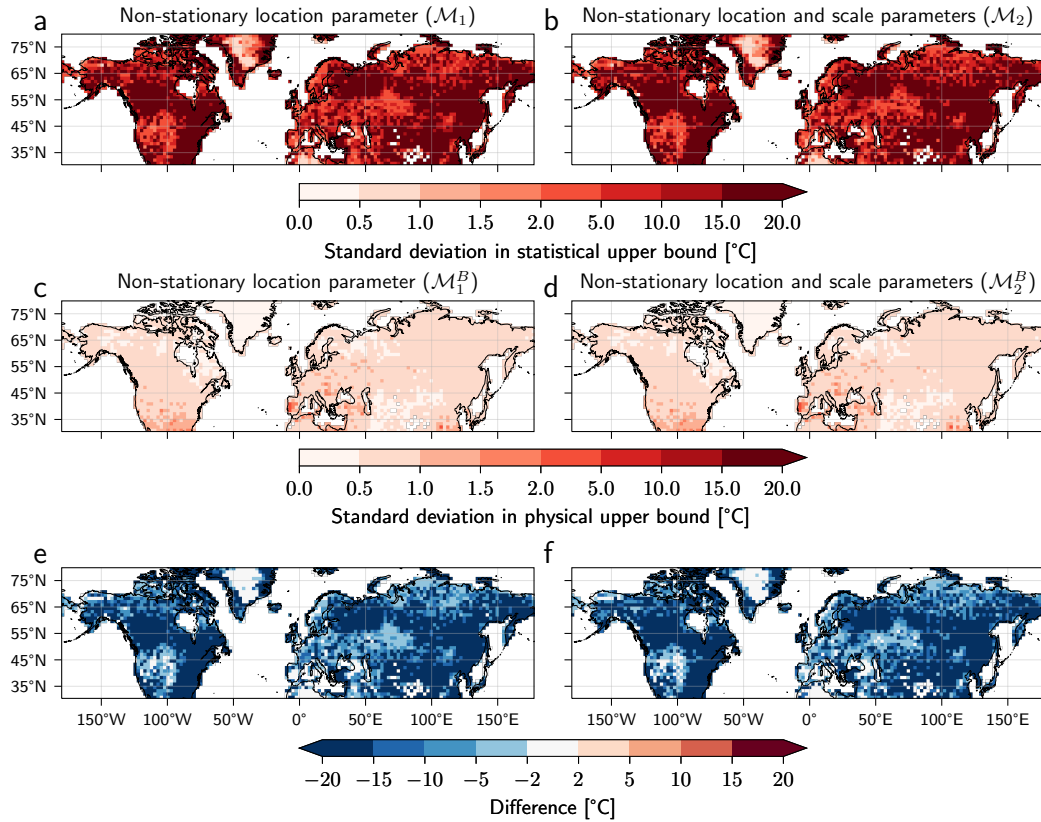 a Non-stationary location parameter (ℳ₁)
b Non-stationary location and scale parameters (ℳ₂)
75°N
65°N
55°N
45°N
35°N
0.0 0.5 1.0 1.5 2.0 5.0 10.0 15.0 20.0
Standard deviation in statistical upper bound [°C]
c Non-stationary location parameter (ℳ₁ᴮ)
d Non-stationary location and scale parameters (ℳ₂ᴮ)
75°N
65°N
55°N
45°N
35°N
0.0 0.5 1.0 1.5 2.0 5.0 10.0 15.0 20.0
Standard deviation in physical upper bound [°C]
e
f
75°N
65°N
55°N
45°N
35°N
150°W 100°W 50°W 0° 50°E 100°E 150°E
150°W 100°W 50°W 0° 50°E 100°E 150°E
−20 −15 −10 −5 −2 2 5 10 15 20
Difference [°C]